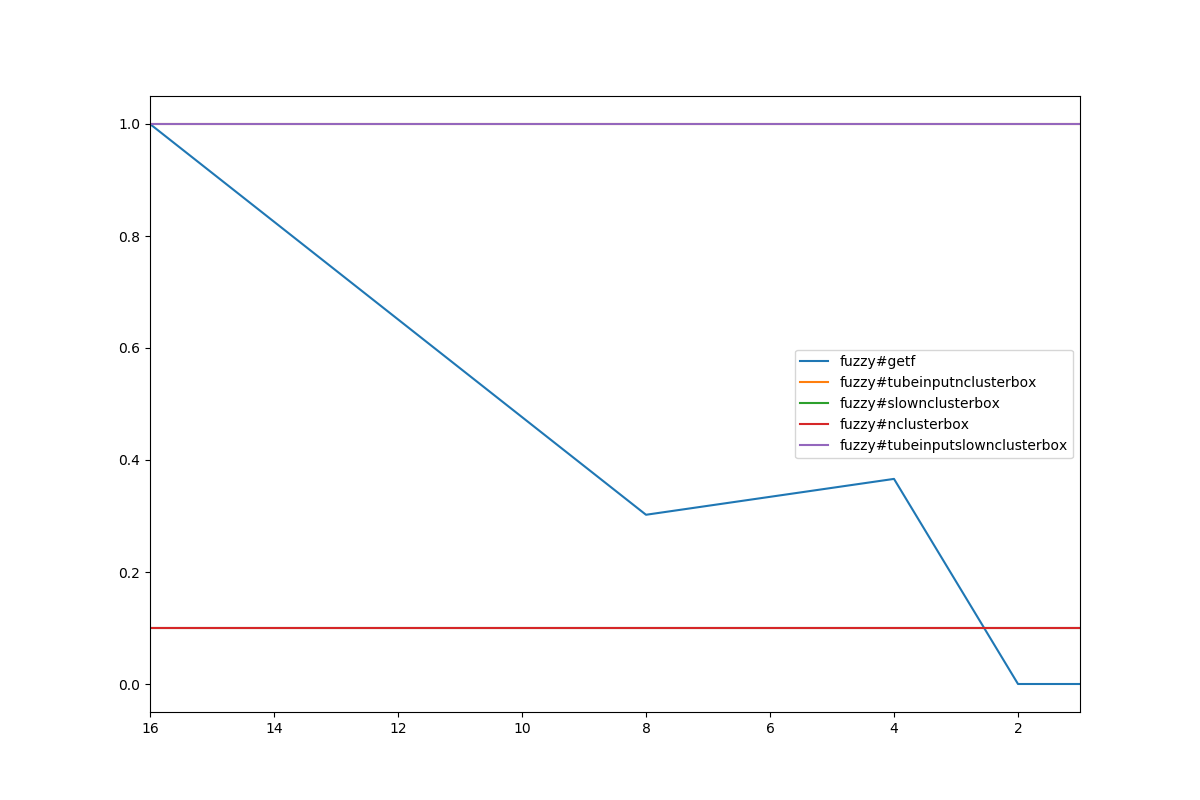 1.0
0.8
0.6
0.4
0.2
0.0
16 14 12 10 8 6 4 2
fuzzy#getf
fuzzy#tubeinputnclusterbox
fuzzy#slownclusterbox
fuzzy#nclusterbox
fuzzy#tubeinputslownclusterbox